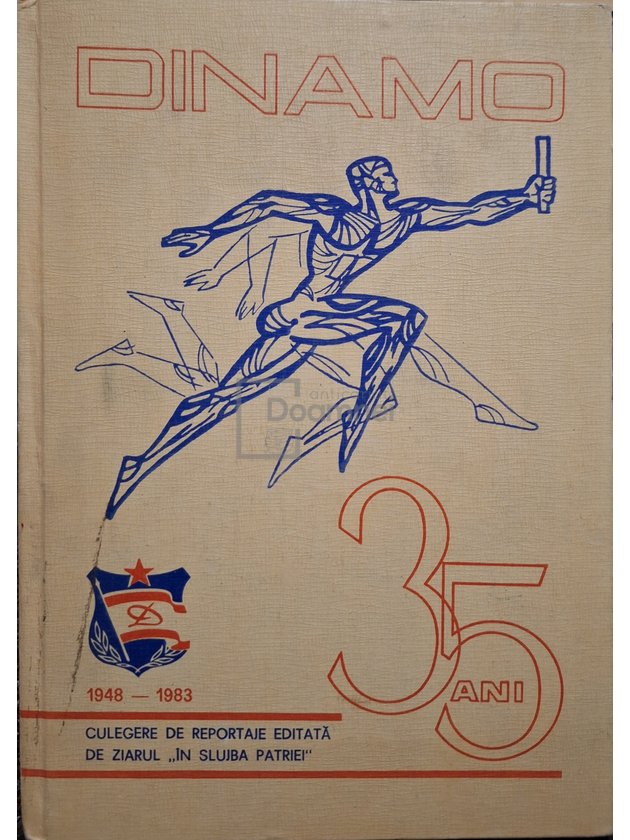 DINAMO
35
ANI
1948 — 1983
CULEGERE DE REPORTAJE EDITATĂ
DE ZIARUL „ÎN SLUJBA PATRIEI"